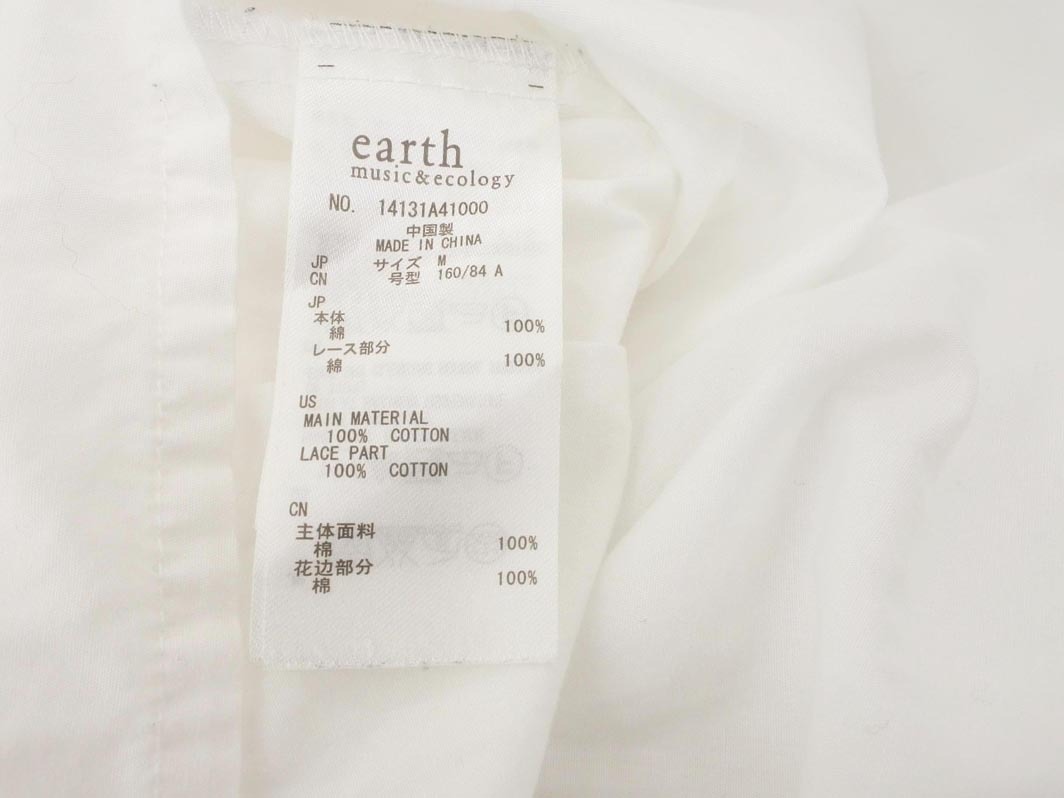 earth
music&ecology
NO. 14131A41000
中国製
MADE IN CHINA
JP サイズ M
CN 号型 160/84 A
JP
本体
綿 100%
レース部分
綿 100%
US
MAIN MATERIAL
100% COTTON
LACE PART
100% COTTON
CN
主体面料
棉 100%
花边部分
棉 100%